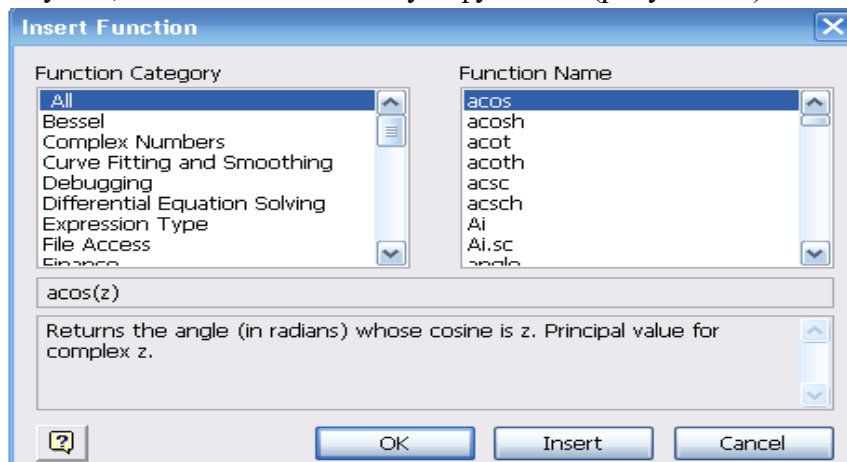 Insert Function
Function Category
Function Name
All
Bessel
Complex Numbers
Curve Fitting and Smoothing
Debugging
Differential Equation Solving
Expression Type
File Access
Finance
acos
acosh
acot
acoth
acsc
acsch
Ai
Ai.sc
angle
acos(z)
Returns the angle (in radians) whose cosine is z. Principal value for
complex z.
OK
Insert
Cancel